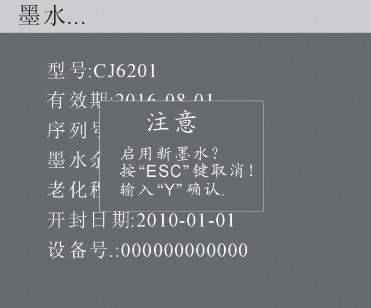 墨水...
型号:CJ6201
有效期:2016-08-01
序列号
墨水余
老化程
开封日期:2010-01-01
设备号.:000000000000
注意
启用新墨水?
按“ESC”键取消!
输入“Y”确认.